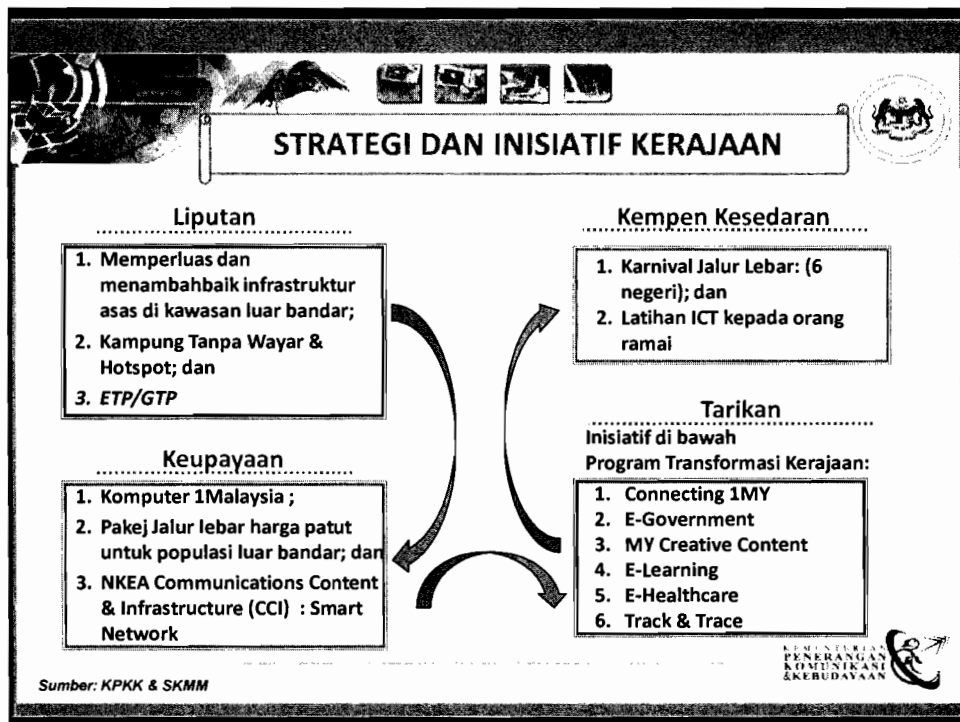 STRATEGI DAN INISIATIF KERAJAAN
Liputan
1. Memperluas dan
menambahbaik infrastruktur
asas di kawasan luar bandar;
2. Kampung Tanpa Wayar &
Hotspot; dan
3. ETP/GTP
Keupayaan
1. Komputer 1Malaysia ;
2. Pakej Jalur lebar harga patut
untuk populasi luar bandar; dan
3. NKEA Communications Content
& Infrastructure (CCI) : Smart
Network
Kempen Kesedaran
1. Karnival Jalur Lebar: (6
negeri); dan
2. Latihan ICT kepada orang
ramai
Tarikan
Inisiatif di bawah
Program Transformasi Kerajaan:
1. Connecting 1MY
2. E-Government
3. MY Creative Content
4. E-Learning
5. E-Healthcare
6. Track & Trace
KEMENTERIAN
PENERANGAN
KOMUNIKASI
&KEBUDAYAAN
Sumber: KPKK & SKMM